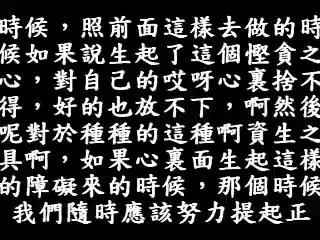 時候，照前面這樣去做的時
候如果說生起了這個慳貪之
心，對自己的哎呀心裏捨不
得，好的也放不下，啊然後
呢對於種種的這種啊資生之
具啊，如果心裏面生起這樣
的障礙來的時候，那個時候
我們隨時應該努力提起正